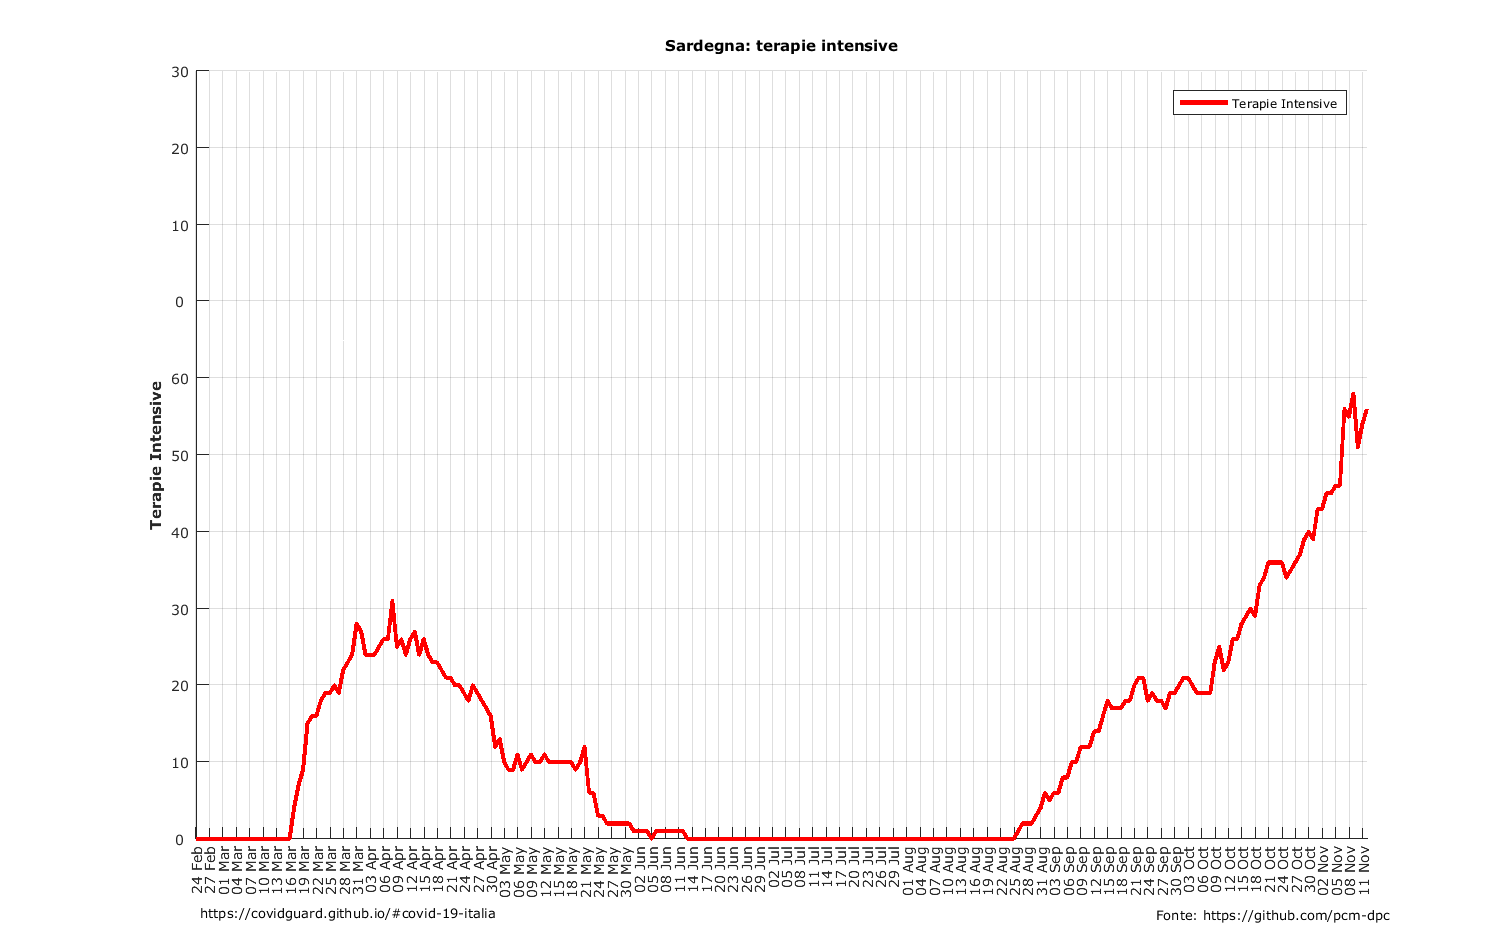 Sardegna: terapie intensive
Terapie Intensive
Terapie Intensive
30
20
10
0
60
50
40
30
20
10
0
24 Feb
27 Feb
01 Mar
04 Mar
07 Mar
10 Mar
13 Mar
16 Mar
19 Mar
22 Mar
25 Mar
28 Mar
31 Mar
03 Apr
06 Apr
09 Apr
12 Apr
15 Apr
18 Apr
21 Apr
24 Apr
27 Apr
30 Apr
03 May
06 May
09 May
12 May
15 May
18 May
21 May
24 May
27 May
30 May
02 Jun
05 Jun
08 Jun
11 Jun
14 Jun
17 Jun
20 Jun
23 Jun
26 Jun
29 Jun
02 Jul
05 Jul
08 Jul
11 Jul
14 Jul
17 Jul
20 Jul
23 Jul
26 Jul
29 Jul
01 Aug
04 Aug
07 Aug
10 Aug
13 Aug
16 Aug
19 Aug
22 Aug
25 Aug
28 Aug
31 Aug
03 Sep
06 Sep
09 Sep
12 Sep
15 Sep
18 Sep
21 Sep
24 Sep
27 Sep
30 Sep
03 Oct
06 Oct
09 Oct
12 Oct
15 Oct
18 Oct
21 Oct
24 Oct
27 Oct
30 Oct
02 Nov
05 Nov
08 Nov
11 Nov
https://covidguard.github.io/#covid-19-italia
Fonte: https://github.com/pcm-dpc